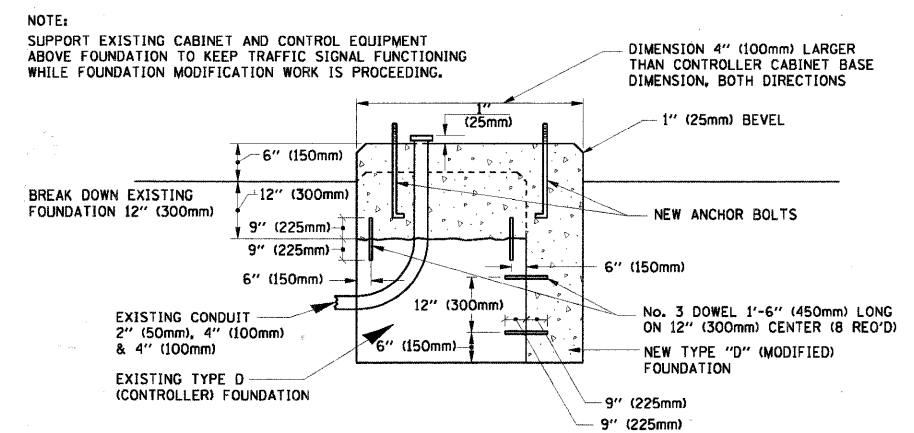 NOTE:
SUPPORT EXISTING CABINET AND CONTROL EQUIPMENT
ABOVE FOUNDATION TO KEEP TRAFFIC SIGNAL FUNCTIONING
WHILE FOUNDATION MODIFICATION WORK IS PROCEEDING.
DIMENSION 4" (100mm) LARGER
THAN CONTROLLER CABINET BASE
DIMENSION, BOTH DIRECTIONS
1"
(25mm)
1" (25mm) BEVEL
6" (150mm)
BREAK DOWN EXISTING
FOUNDATION 12" (300mm)
12" (300mm)
NEW ANCHOR BOLTS
9" (225mm)
9" (225mm)
6" (150mm)
6" (150mm)
EXISTING CONDUIT
2" (50mm), 4" (100mm)
& 4" (100mm)
12" (300mm)
6" (150mm)
No. 3 DOWEL 1'-6" (450mm) LONG
ON 12" (300mm) CENTER (8 REQ'D)
NEW TYPE "D" (MODIFIED)
FOUNDATION
EXISTING TYPE D
(CONTROLLER) FOUNDATION
9" (225mm)
9" (225mm)